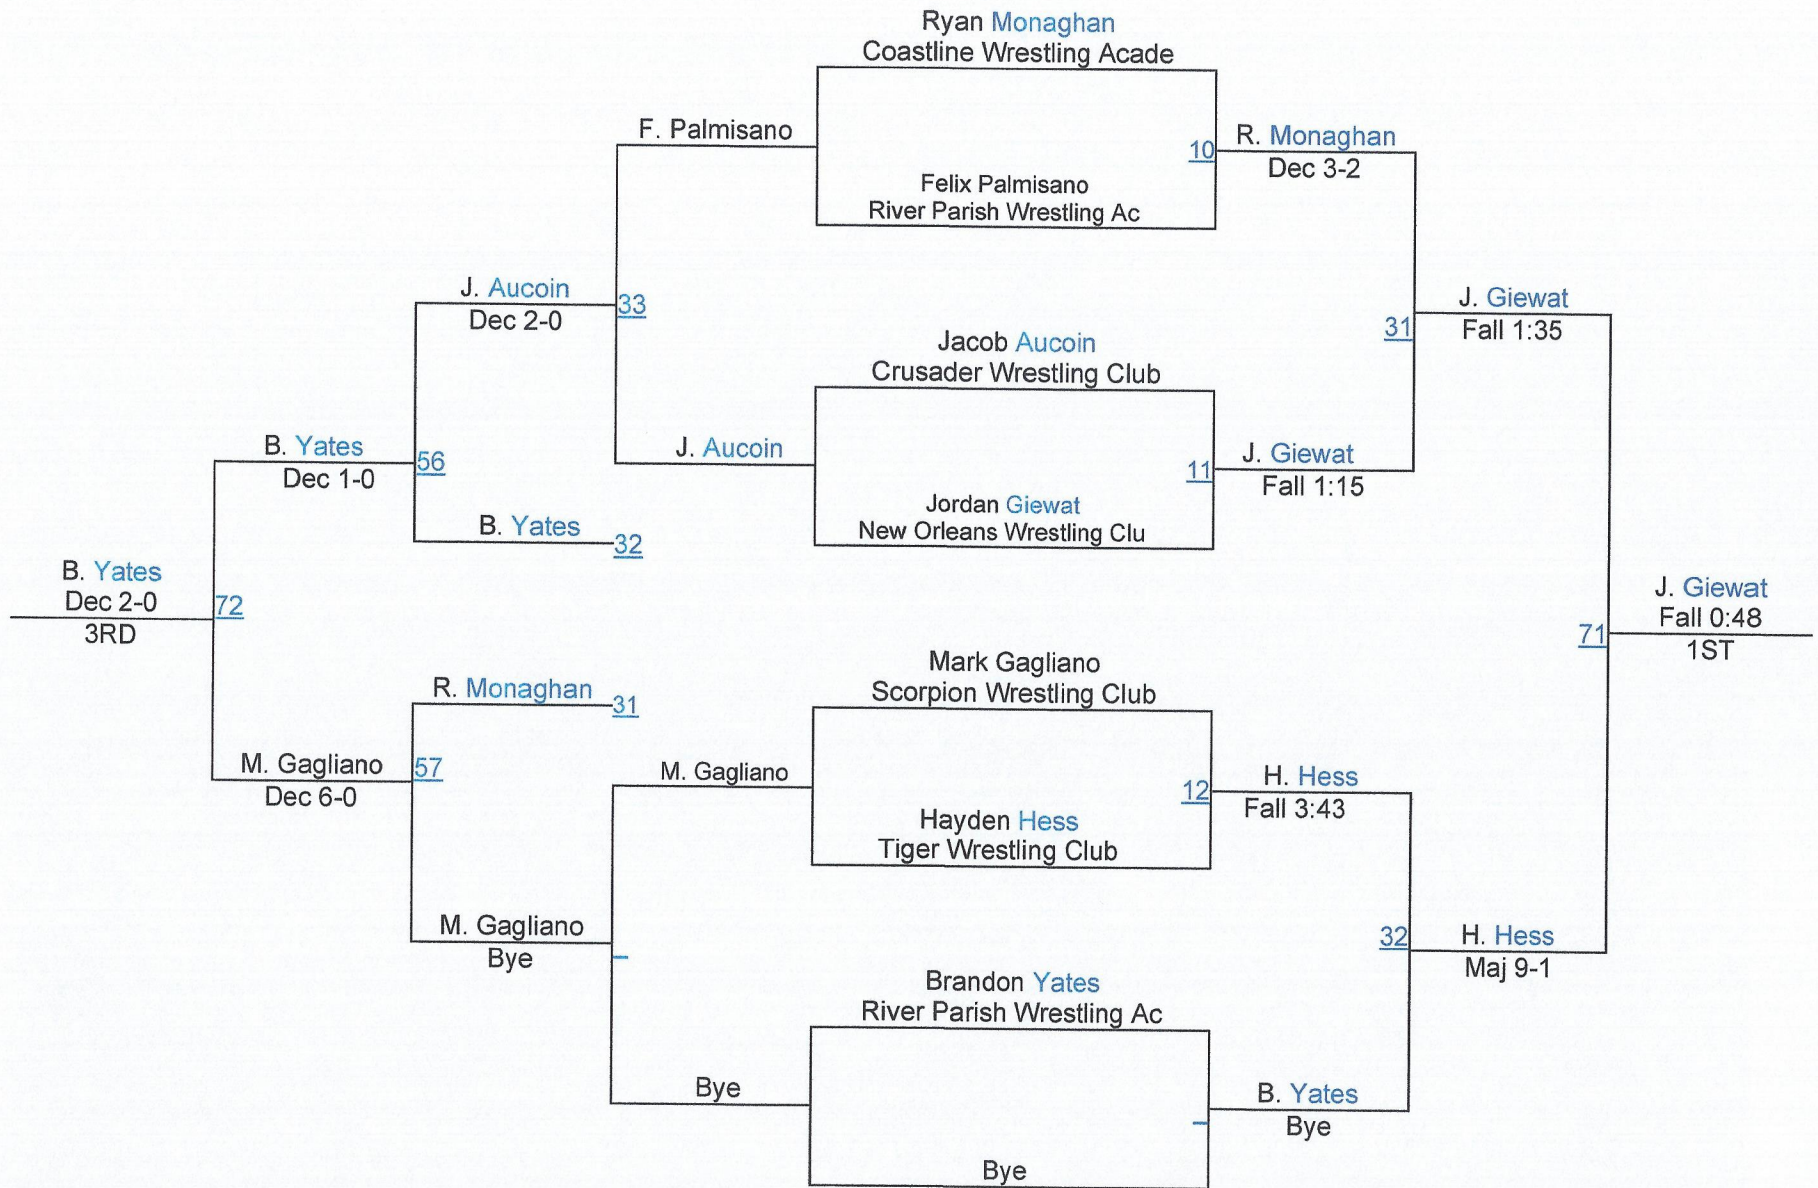 Ryan Monaghan
Coastline Wrestling Acade
F. Palmisano
10
R. Monaghan
Dec 3-2
Felix Palmisano
River Parish Wrestling Ac
J. Aucoin
Dec 2-0
33
31
J. Giewat
Fall 1:35
Jacob Aucoin
Crusader Wrestling Club
B. Yates
Dec 1-0
56
J. Aucoin
11
J. Giewat
Fall 1:15
Jordan Giewat
New Orleans Wrestling Clu
B. Yates
32
B. Yates
Dec 2-0
3RD
72
71
J. Giewat
Fall 0:48
1ST
Mark Gagliano
Scorpion Wrestling Club
R. Monaghan
31
M. Gagliano
Dec 6-0
57
M. Gagliano
12
H. Hess
Fall 3:43
Hayden Hess
Tiger Wrestling Club
M. Gagliano
Bye
32
H. Hess
Maj 9-1
Brandon Yates
River Parish Wrestling Ac
Bye
B. Yates
Bye
Bye